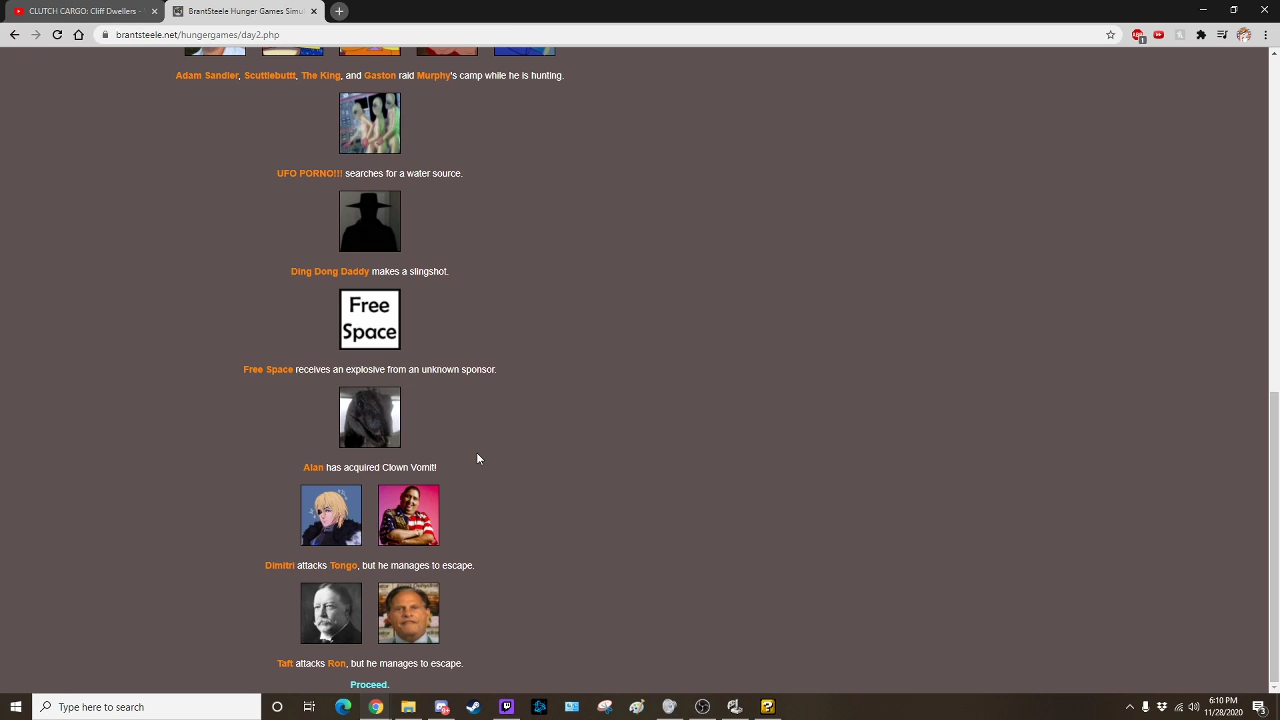 CLUTCH CARGO: Cliff Dwellers -
BrantSteele Hunger Games Simu
brantsteele.net/hungergames/day2.php
Adam Sandler, Scuttlebuttt, The King, and Gaston raid Murphy's camp while he is hunting.
UFO PORNO!!! searches for a water source.
Ding Dong Daddy makes a slingshot.
Free
Space
Free Space receives an explosive from an unknown sponsor.
Alan has acquired Clown Vomit!
Dimitri attacks Tongo, but he manages to escape.
Taft attacks Ron, but he manages to escape.
Proceed.
Type here to search
6:10 PM
11/28/2020